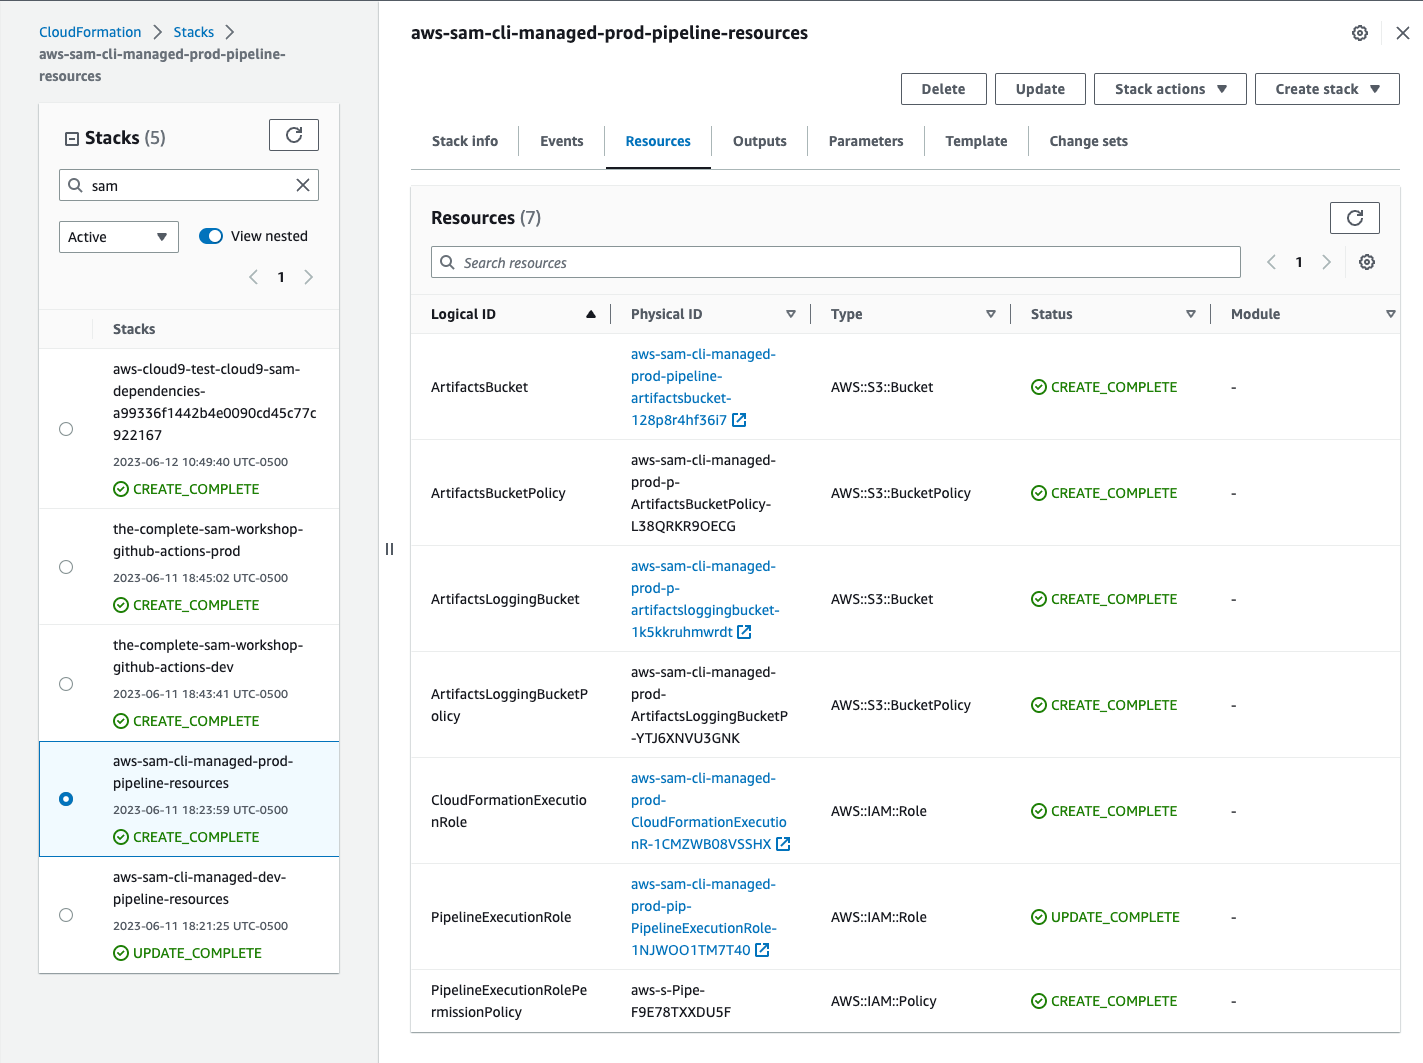 CloudFormation > Stacks >
aws-sam-cli-managed-prod-pipeline-
resources
Stacks (5)
sam
Active
View nested
1
Stacks
aws-cloud9-test-cloud9-sam-
dependencies-
a99336f1442b4e0090cd45c77c
922167
2023-06-12 10:49:40 UTC-0500
CREATE_COMPLETE
the-complete-sam-workshop-
github-actions-prod
2023-06-11 18:45:02 UTC-0500
CREATE_COMPLETE
the-complete-sam-workshop-
github-actions-dev
2023-06-11 18:43:41 UTC-0500
CREATE_COMPLETE
aws-sam-cli-managed-prod-
pipeline-resources
2023-06-11 18:23:59 UTC-0500
CREATE_COMPLETE
aws-sam-cli-managed-dev-
pipeline-resources
2023-06-11 18:21:25 UTC-0500
UPDATE_COMPLETE
aws-sam-cli-managed-prod-pipeline-resources
Delete Update Stack actions Create stack
Stack info Events Resources Outputs Parameters Template Change sets
Resources (7)
Search resources
1
Logical ID Physical ID Type Status Module
ArtifactsBucket
aws-sam-cli-managed-
prod-pipeline-
artifactsbucket-
128p8r4hf36i7
AWS::S3::Bucket
CREATE_COMPLETE
-
ArtifactsBucketPolicy
aws-sam-cli-managed-
prod-p-
ArtifactsBucketPolicy-
L38QRKR9OECG
AWS::S3::BucketPolicy
CREATE_COMPLETE
-
ArtifactsLoggingBucket
aws-sam-cli-managed-
prod-p-
artifactsloggingbucket-
1k5kkruhmwrdt
AWS::S3::Bucket
CREATE_COMPLETE
-
ArtifactsLoggingBucketP
olicy
aws-sam-cli-managed-
prod-
ArtifactsLoggingBucketP
-YTJ6XNVU3GNK
AWS::S3::BucketPolicy
CREATE_COMPLETE
-
CloudFormationExecutio
nRole
aws-sam-cli-managed-
prod-
CloudFormationExecutio
nR-1CMZWB08VSSHX
AWS::IAM::Role
CREATE_COMPLETE
-
PipelineExecutionRole
aws-sam-cli-managed-
prod-pip-
PipelineExecutionRole-
1NJWOO1TM7T40
AWS::IAM::Role
UPDATE_COMPLETE
-
PipelineExecutionRolePe
rmissionPolicy
aws-s-Pipe-
F9E78TXXDU5F
AWS::IAM::Policy
CREATE_COMPLETE
-